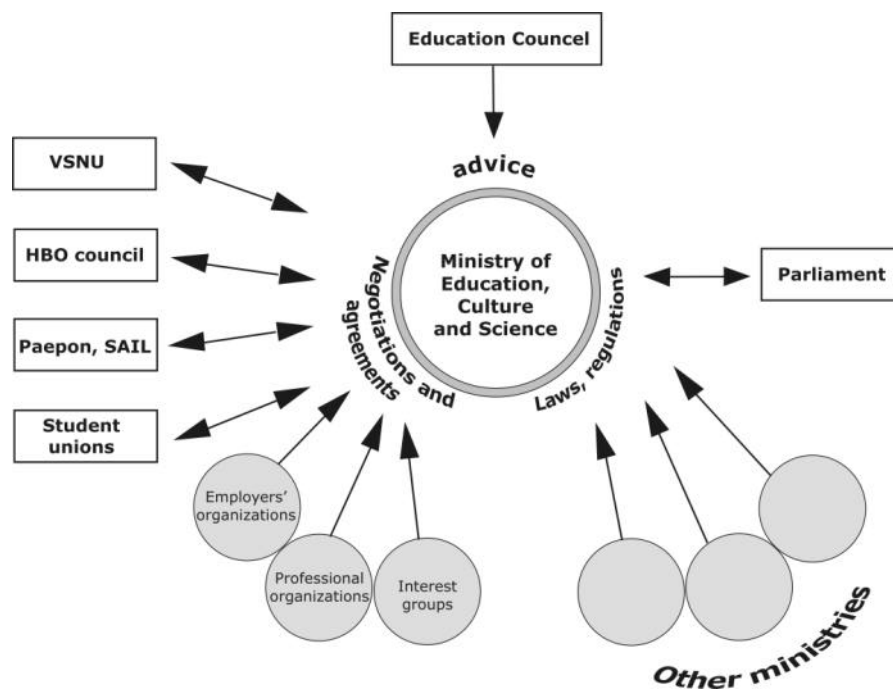 Education Councel
VSNU
advice
HBO council
Ministry of
Education,
Culture
and Science
Negotiations and
agreements
Laws, regulations
Parliament
Paepon, SAIL
Student
unions
Employers'
organizations
Professional
organizations
Interest
groups
Other ministries